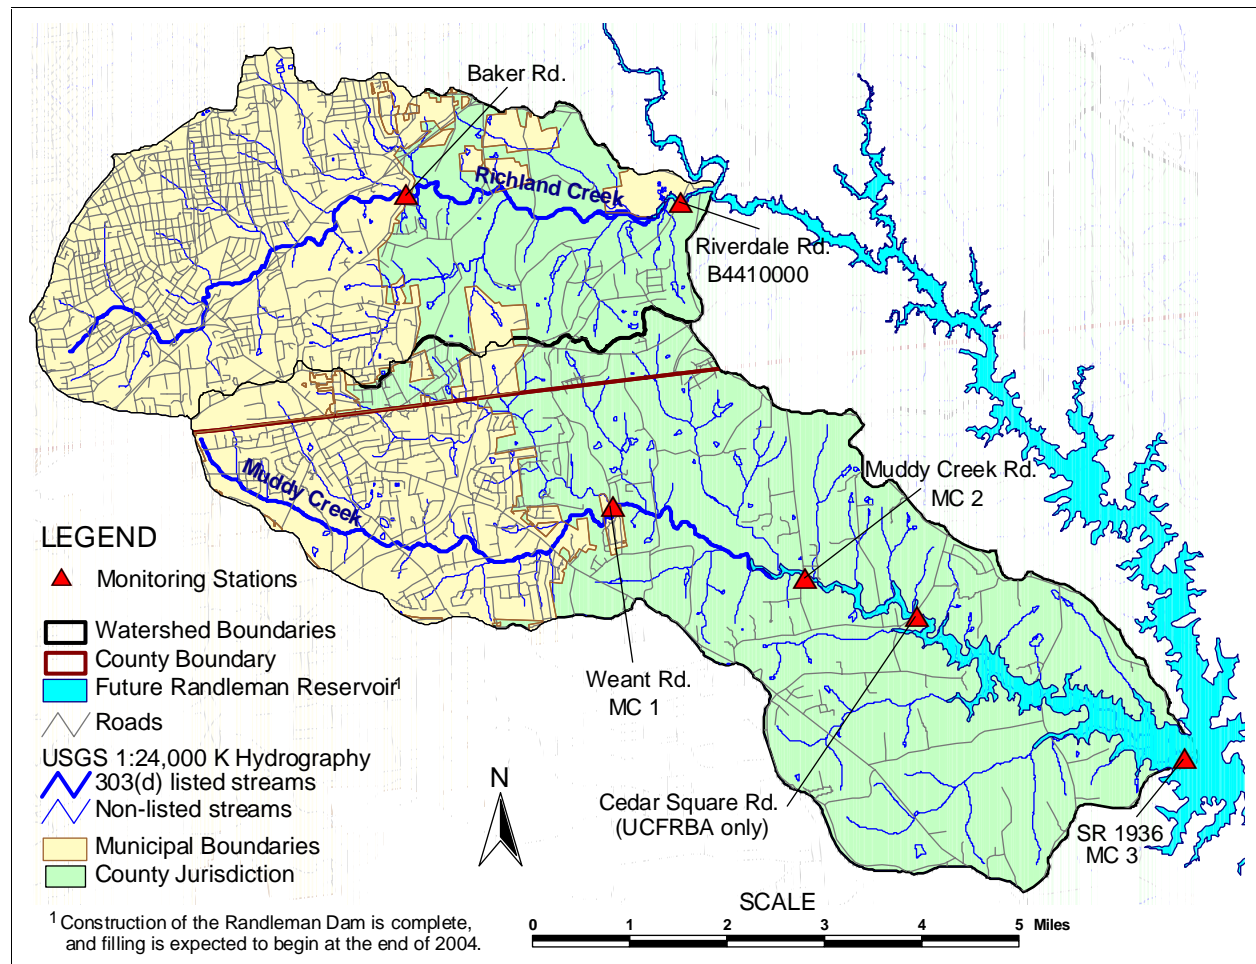 Baker Rd.
Richland Creek
Riverdale Rd.
B4410000
Muddy Creek
Muddy Creek Rd.
MC 2
Weant Rd.
MC 1
Cedar Square Rd.
(UCFRBA only)
SR 1936
MC 3
LEGEND
Monitoring Stations
Watershed Boundaries
County Boundary
Future Randleman Reservoir1
Roads
USGS 1:24,000 K Hydrography
303(d) listed streams
Non-listed streams
Municipal Boundaries
County Jurisdiction
1 Construction of the Randleman Dam is complete,
and filling is expected to begin at the end of 2004.
N
SCALE
0 1 2 3 4 5 Miles